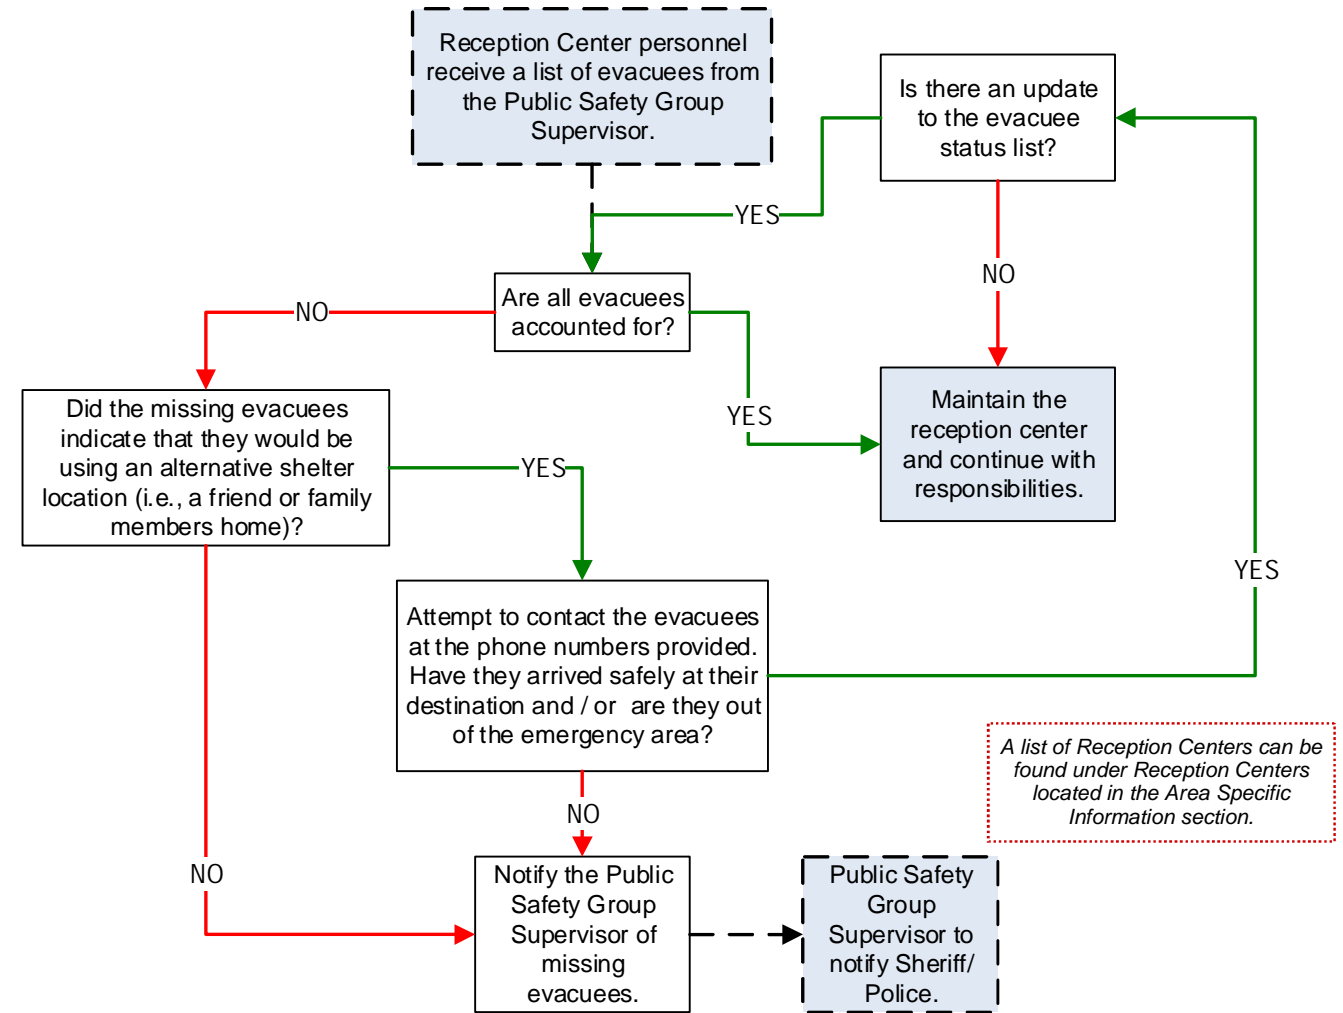 Reception Center personnel
receive a list of evacuees from
the Public Safety Group
Supervisor.
Is there an update
to the evacuee
status list?
YES
NO
Are all evacuees
accounted for?
NO
YES
Maintain the
reception center
and continue with
responsibilities.
Did the missing evacuees
indicate that they would be
using an alternative shelter
location (i.e., a friend or family
members home)?
YES
YES
Attempt to contact the evacuees
at the phone numbers provided.
Have they arrived safely at their
destination and / or are they out
of the emergency area?
A list of Reception Centers can be
found under Reception Centers
located in the Area Specific
Information section.
NO
NO
Notify the Public
Safety Group
Supervisor of
missing
evacuees.
Public Safety
Group
Supervisor to
notify Sheriff/
Police.